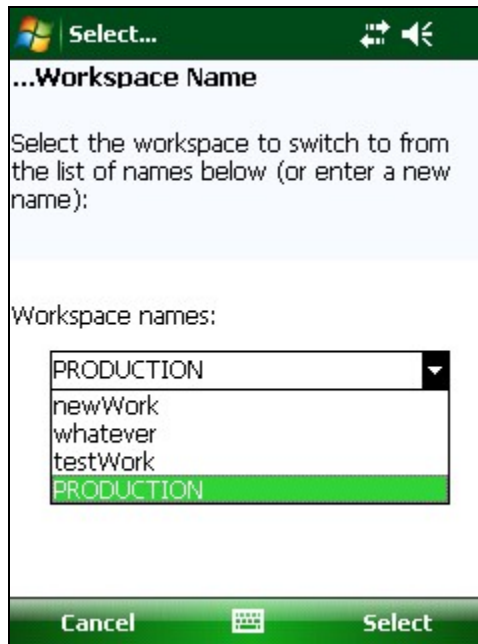 Select...
...Workspace Name
Select the workspace to switch to from
the list of names below (or enter a new
name):
Workspace names:
PRODUCTION
newWork
whatever
testWork
PRODUCTION
Cancel
Select